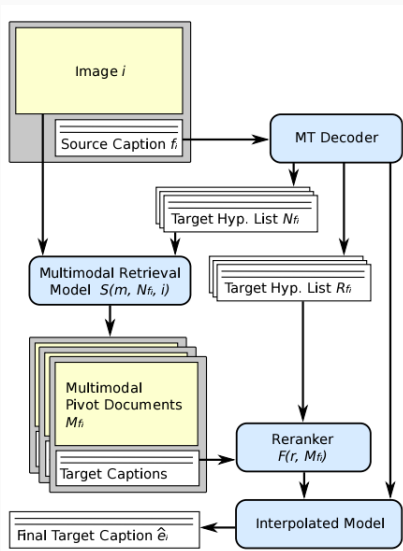 Image i
Source Caption fᵢ
MT Decoder
Target Hyp. List Nfᵢ
Multimodal Retrieval
Model S(m, Nfᵢ, i)
Target Hyp. List Rfᵢ
Multimodal
Pivot Documents
Mfᵢ
Target Captions
Reranker
F(r, Mfᵢ)
Interpolated Model
Final Target Caption êᵢ